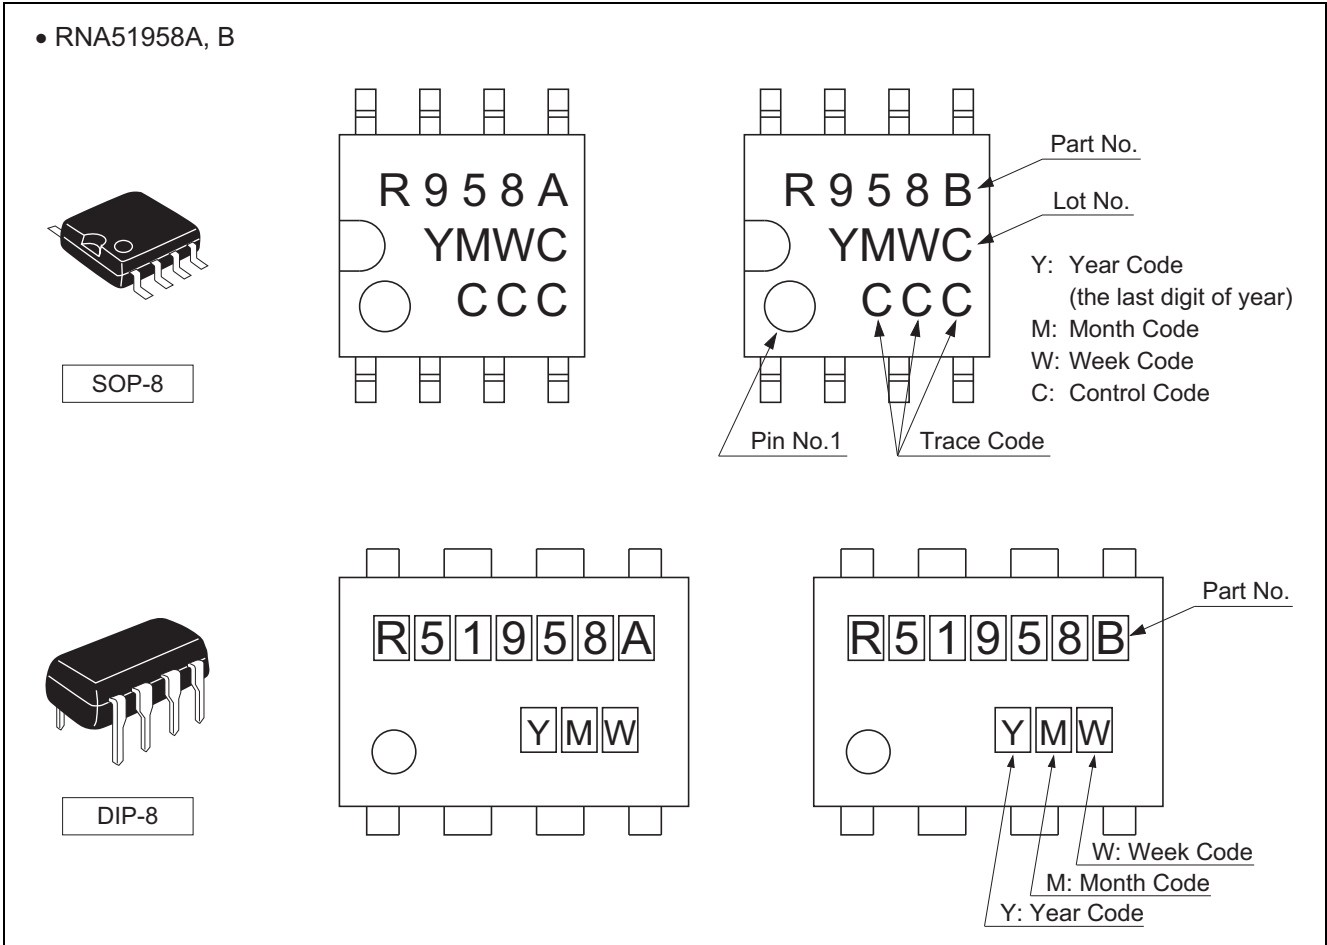 • RNA51958A, B
R958A
YMWC
CCC
R958B
YMWC
CCC
Part No.
Lot No.
Y: Year Code
(the last digit of year)
M: Month Code
W: Week Code
C: Control Code
SOP-8
Pin No.1
Trace Code
R51958A
YMW
R51958B
YMW
Part No.
DIP-8
W: Week Code
M: Month Code
Y: Year Code